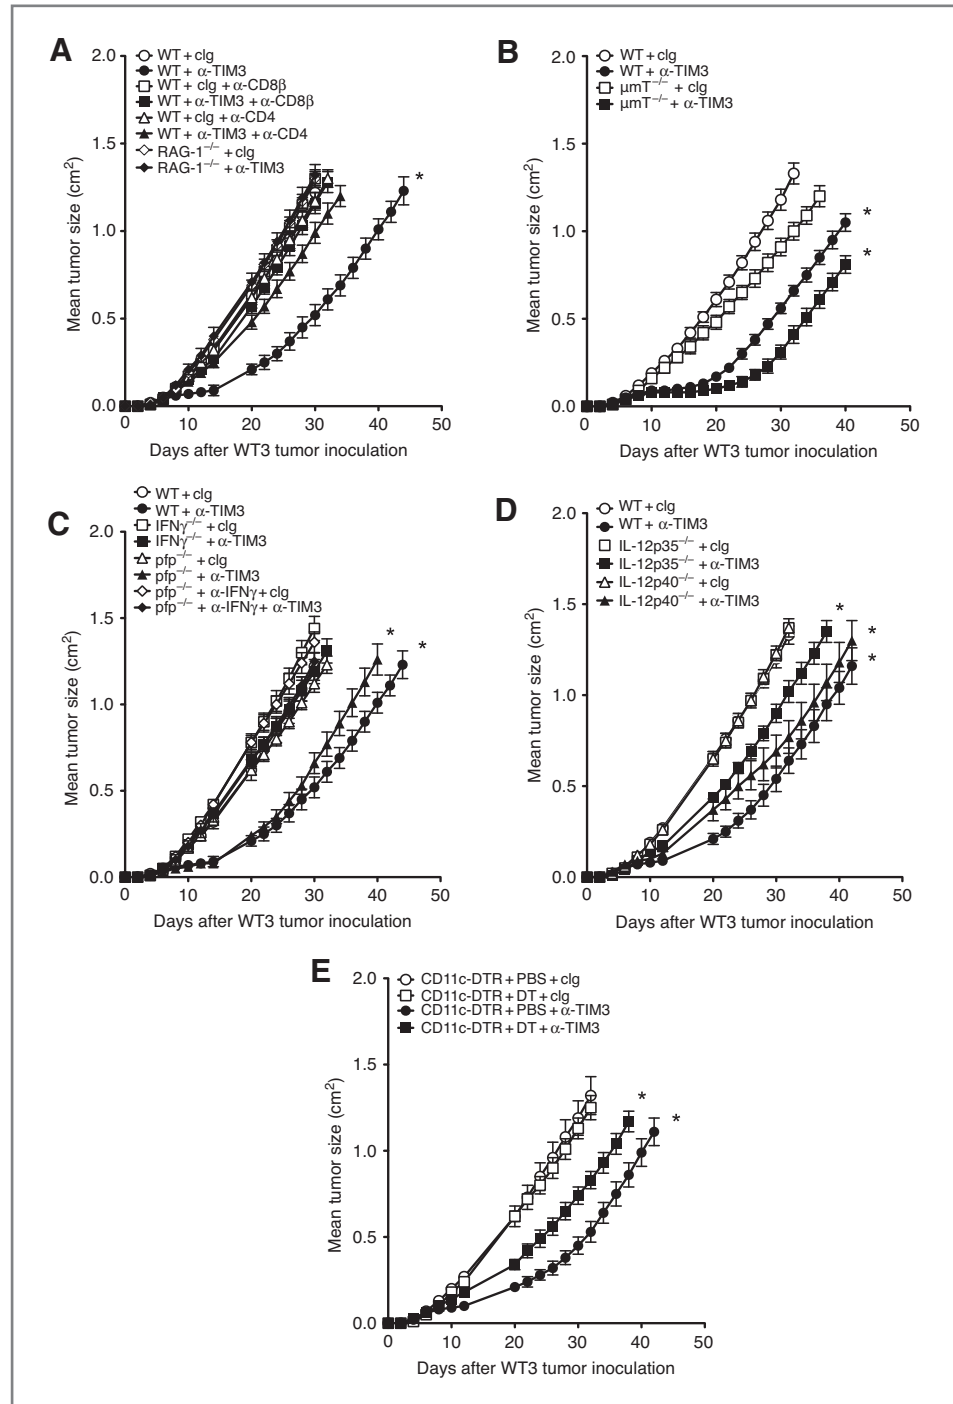 A
WT + cIg
WT + α-TIM3
WT + cIg + α-CD8β
WT + α-TIM3 + α-CD8β
WT + cIg + α-CD4
WT + α-TIM3 + α-CD4
RAG-1−/− + cIg
RAG-1−/− + α-TIM3
2.0
1.5
1.0
0.5
0.0
Mean tumor size (cm2)
*
0 10 20 30 40 50
Days after WT3 tumor inoculation
B
WT + cIg
WT + α-TIM3
μmT−/− + cIg
μmT−/− + α-TIM3
2.0
1.5
1.0
0.5
0.0
Mean tumor size (cm2)
*
*
0 10 20 30 40 50
Days after WT3 tumor inoculation
C
WT + cIg
WT + α-TIM3
IFNγ−/− + cIg
IFNγ−/− + α-TIM3
pfp−/− + cIg
pfp−/− + α-TIM3
pfp−/− + α-IFNγ + cIg
pfp−/− + α-IFNγ + α-TIM3
2.0
1.5
1.0
0.5
0.0
Mean tumor size (cm2)
*
*
0 10 20 30 40 50
Days after WT3 tumor inoculation
D
WT + cIg
WT + α-TIM3
IL-12p35−/− + cIg
IL-12p35−/− + α-TIM3
IL-12p40−/− + cIg
IL-12p40−/− + α-TIM3
2.0
1.5
1.0
0.5
0.0
Mean tumor size (cm2)
*
*
*
0 10 20 30 40 50
Days after WT3 tumor inoculation
E
CD11c-DTR + PBS + cIg
CD11c-DTR + DT + cIg
CD11c-DTR + PBS + α-TIM3
CD11c-DTR + DT + α-TIM3
2.0
1.5
1.0
0.5
0.0
Mean tumor size (cm2)
*
*
0 10 20 30 40 50
Days after WT3 tumor inoculation